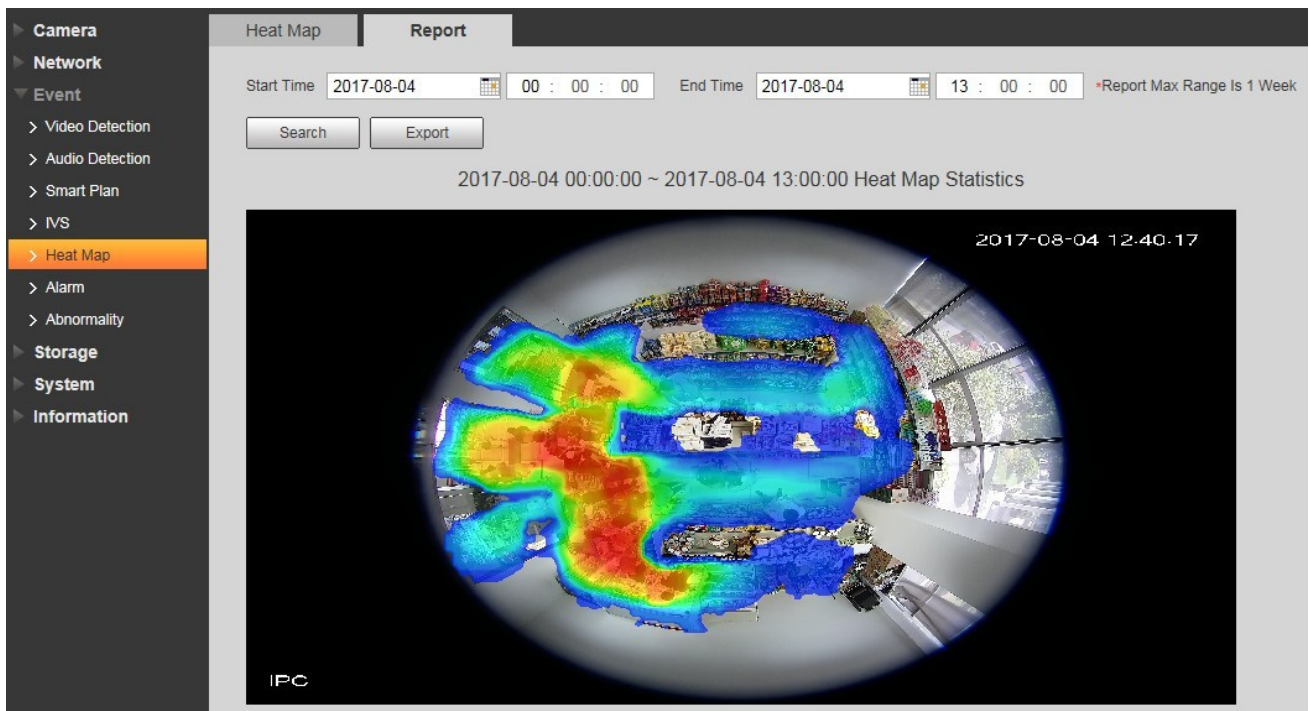 Camera
Network
Event
Video Detection
Audio Detection
Smart Plan
IVS
Heat Map
Alarm
Abnormality
Storage
System
Information
Heat Map Report
Start Time 2017-08-04 00 : 00 : 00 End Time 2017-08-04 13 : 00 : 00 *Report Max Range Is 1 Week
Search Export
2017-08-04 00:00:00 ~ 2017-08-04 13:00:00 Heat Map Statistics
2017-08-04 12:40:17
IPC